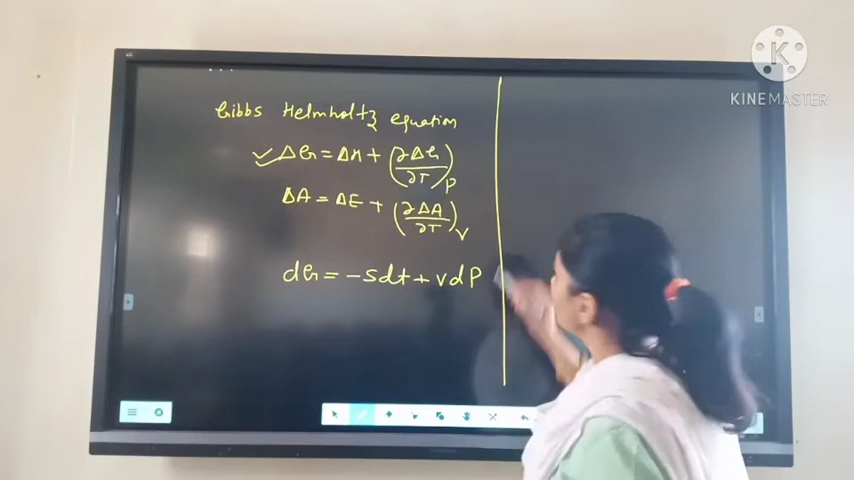 Gibbs Helmholtz equation
✓ ΔG = ΔH + (∂ΔG/∂T)P
ΔA = ΔE + (∂ΔA/∂T)V
dG = -Sdt + VdP
KINEMASTER